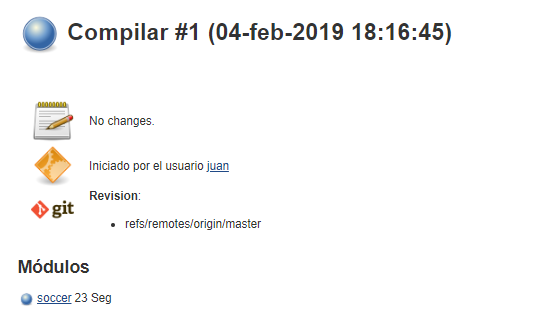 Compilar #1 (04-feb-2019 18:16:45)
No changes.
Iniciado por el usuario juan
Revision:
git
refs/remotes/origin/master
Módulos
soccer 23 Seg